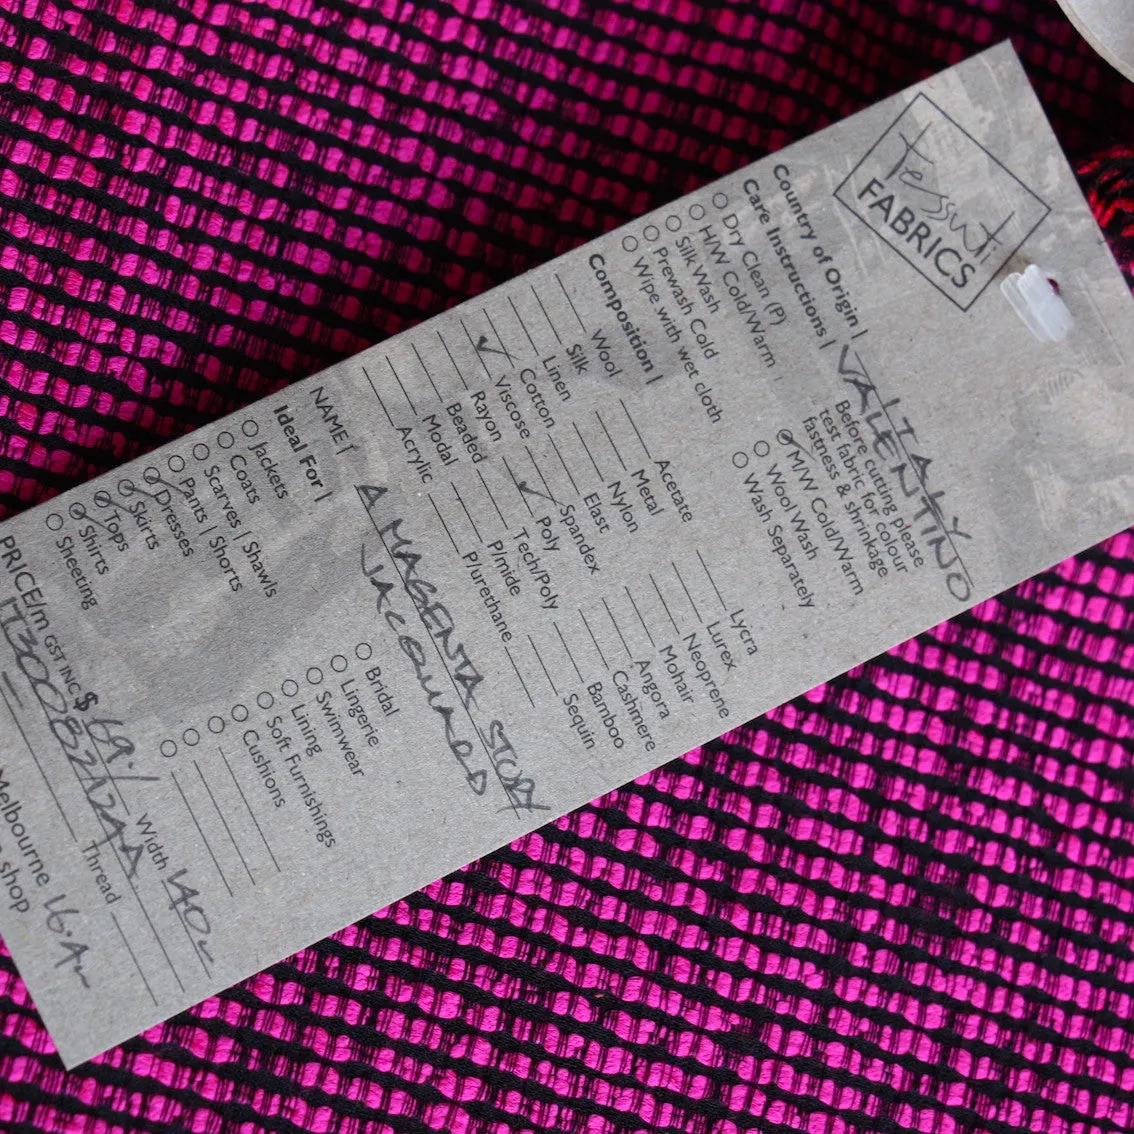 Tessuti
FABRICS
Country of Origin | ITALY
VALENTINO
Care Instructions |
Before cutting please
test fabric for colour
fastness & shrinkage
Dry Clean (P)
H/W Cold/Warm
Silk Wash
Prewash Cold
Wipe with wet cloth
M/W Cold/Warm
Wool Wash
Wash Separately
Composition |
Wool
Silk
Linen
Cotton
✓ Viscose
Rayon
Beaded
Modal
Acrylic
Acetate
Metal
Nylon
Elast
Spandex
✓ Poly
Tech/Poly
P/mide
P/urethane
Lycra
Lurex
Neoprene
Mohair
Angora
Cashmere
Bamboo
Sequin
NAME | A MAGENTA STORY
JACQUARD
Ideal For |
Jackets
Coats
Scarves | Shawls
Pants | Shorts
Dresses
Skirts
Tops
Shirts
Sheeting
Bridal
Lingerie
Swimwear
Lining
Soft Furnishings
Cushions
PRICE/m GST INC $ 69./ Width 140
Thread
Melbourne 16.4
shop